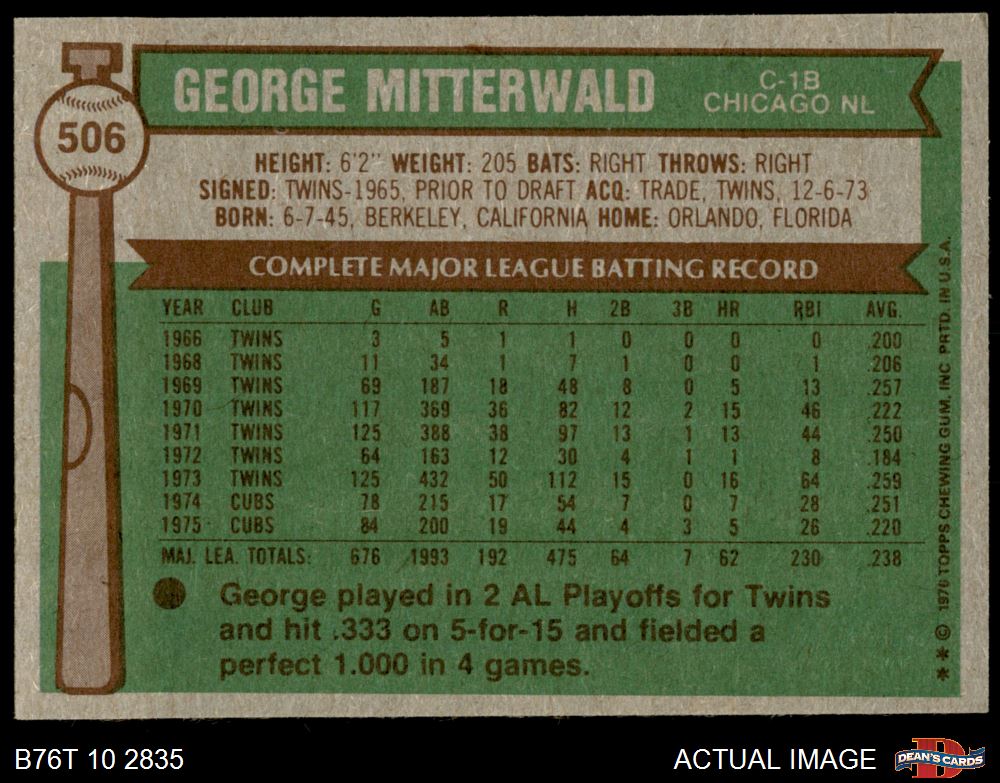 GEORGE MITTERWALD
C-1B
CHICAGO NL
506
HEIGHT: 6'2" WEIGHT: 205 BATS: RIGHT THROWS: RIGHT
SIGNED: TWINS-1965, PRIOR TO DRAFT ACQ: TRADE, TWINS, 12-6-73
BORN: 6-7-45, BERKELEY, CALIFORNIA HOME: ORLANDO, FLORIDA
COMPLETE MAJOR LEAGUE BATTING RECORD
YEAR CLUB G AB R H 2B 3B HR RBI AVG.
1966 TWINS 3 5 1 1 0 0 0 0 .200
1968 TWINS 11 34 1 7 1 0 0 1 .206
1969 TWINS 69 187 18 48 8 0 5 13 .257
1970 TWINS 117 369 36 82 12 2 15 46 .222
1971 TWINS 125 388 38 97 13 1 13 44 .250
1972 TWINS 64 163 12 30 4 1 1 8 .184
1973 TWINS 125 432 50 112 15 0 16 64 .259
1974 CUBS 78 215 17 54 7 0 7 28 .251
1975 CUBS 84 200 19 44 4 3 5 26 .220
MAJ. LEA. TOTALS: 676 1993 192 475 64 7 62 230 .238
George played in 2 AL Playoffs for Twins
and hit .333 on 5-for-15 and fielded a
perfect 1.000 in 4 games.
* * © 1976 TOPPS CHEWING GUM, INC PRTD. IN U.S.A.
B76T 10 2835
ACTUAL IMAGE
DEAN'S CARDS